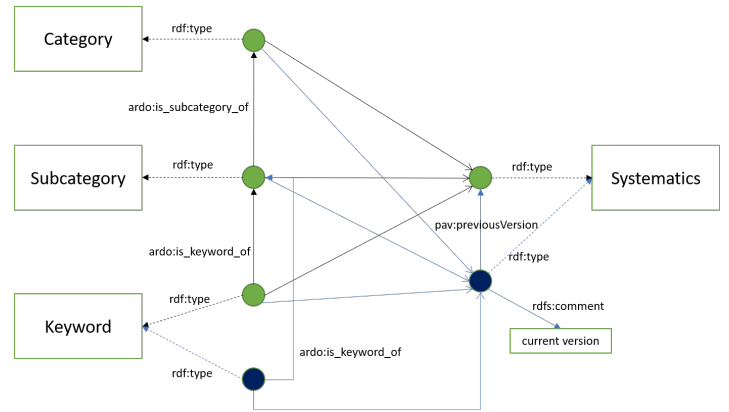 rdf:type
Category
ardo:is_subcategory_of
rdf:type
rdf:type
Subcategory
Systematics
pav:previousVersion
ardo:is_keyword_of
rdf:type
rdf:type
rdfs:comment
Keyword
current version
ardo:is_keyword_of
rdf:type